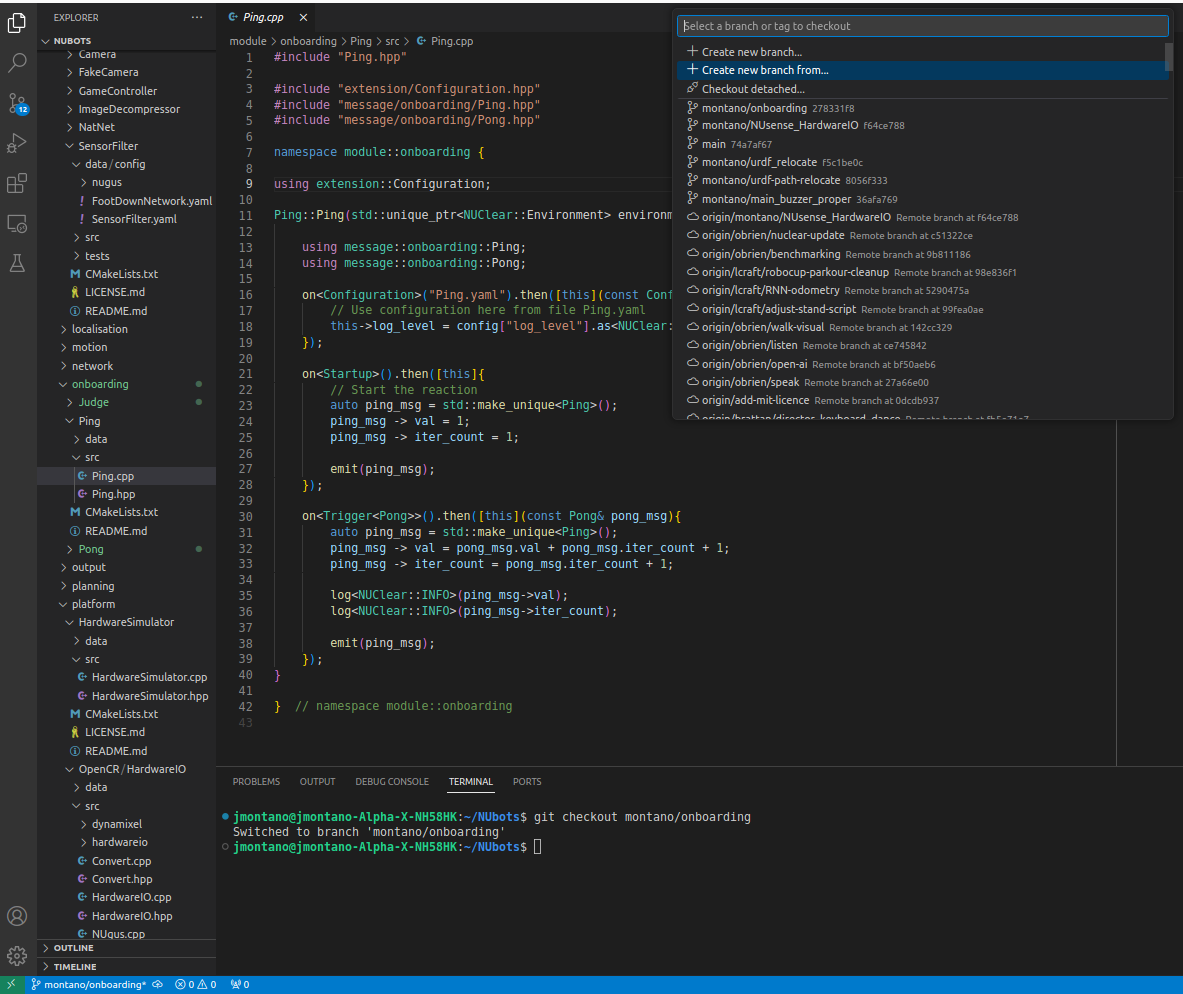 EXPLORER
NUBOTS
Camera
FakeCamera
GameController
ImageDecompressor
NatNet
SensorFilter
data / config
nugus
FootDownNetwork.yaml
SensorFilter.yaml
src
tests
CMakeLists.txt
LICENSE.md
README.md
localisation
motion
network
onboarding
Judge
Ping
data
src
Ping.cpp
Ping.hpp
CMakeLists.txt
README.md
Pong
output
planning
platform
HardwareSimulator
data
src
HardwareSimulator.cpp
HardwareSimulator.hpp
CMakeLists.txt
LICENSE.md
README.md
OpenCR / HardwareIO
data
src
dynamixel
hardwareio
Convert.cpp
Convert.hpp
HardwareIO.cpp
HardwareIO.hpp
NUgus.cpp
OUTLINE
TIMELINE
12
Ping.cpp
module > onboarding > Ping > src > Ping.cpp
1 #include "Ping.hpp"
2
3 #include "extension/Configuration.hpp"
4 #include "message/onboarding/Ping.hpp"
5 #include "message/onboarding/Pong.hpp"
6
7 namespace module::onboarding {
8
9 using extension::Configuration;
10
11 Ping::Ping(std::unique_ptr<NUClear::Environment> environm
12
13 using message::onboarding::Ping;
14 using message::onboarding::Pong;
15
16 on<Configuration>("Ping.yaml").then([this](const Conf
17 // Use configuration here from file Ping.yaml
18 this->log_level = config["log_level"].as<NUClear:
19 });
20
21 on<Startup>().then([this]{
22 // Start the reaction
23 auto ping_msg = std::make_unique<Ping>();
24 ping_msg -> val = 1;
25 ping_msg -> iter_count = 1;
26
27 emit(ping_msg);
28 });
29
30 on<Trigger<Pong>>().then([this](const Pong& pong_msg){
31 auto ping_msg = std::make_unique<Ping>();
32 ping_msg -> val = pong_msg.val + pong_msg.iter_count + 1;
33 ping_msg -> iter_count = pong_msg.iter_count + 1;
34
35 log<NUClear::INFO>(ping_msg->val);
36 log<NUClear::INFO>(ping_msg->iter_count);
37
38 emit(ping_msg);
39 });
40 }
41
42 } // namespace module::onboarding
43
Select a branch or tag to checkout
Create new branch...
Create new branch from...
Checkout detached...
montano/onboarding 278331f8
montano/NUsense_HardwareIO f64ce788
main 74a7af67
montano/urdf_relocate f5c1be0c
montano/urdf-path-relocate 8056f333
montano/main_buzzer_proper 36afa769
origin/montano/NUsense_HardwareIO Remote branch at f64ce788
origin/obrien/nuclear-update Remote branch at c51322ce
origin/obrien/benchmarking Remote branch at 9b811186
origin/lcraft/robocup-parkour-cleanup Remote branch at 98e836f1
origin/lcraft/RNN-odometry Remote branch at 5290475a
origin/lcraft/adjust-stand-script Remote branch at 99fea0ae
origin/obrien/walk-visual Remote branch at 142cc329
origin/obrien/listen Remote branch at ce745842
origin/obrien/open-ai Remote branch at bf50aeb6
origin/obrien/speak Remote branch at 27a66e00
origin/add-mit-licence Remote branch at 0dcdb937
origin/brattan/director_keyboard_dance Remote branch at
PROBLEMS OUTPUT DEBUG CONSOLE TERMINAL PORTS
jmontano@jmontano-Alpha-X-NH58HK:~/NUbots$ git checkout montano/onboarding
Switched to branch 'montano/onboarding'
jmontano@jmontano-Alpha-X-NH58HK:~/NUbots$
montano/onboarding* 0 0 0